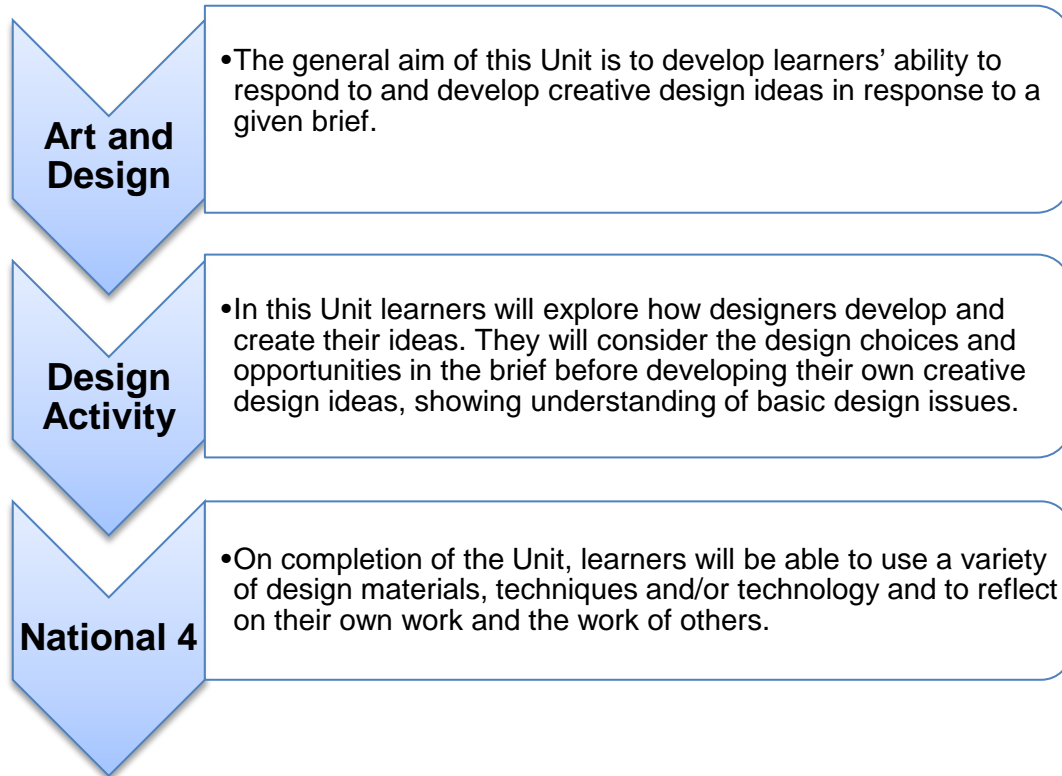 Art and
Design
•The general aim of this Unit is to develop learners’ ability to
respond to and develop creative design ideas in response to a
given brief.
Design
Activity
•In this Unit learners will explore how designers develop and
create their ideas. They will consider the design choices and
opportunities in the brief before developing their own creative
design ideas, showing understanding of basic design issues.
National 4
•On completion of the Unit, learners will be able to use a variety
of design materials, techniques and/or technology and to reflect
on their own work and the work of others.